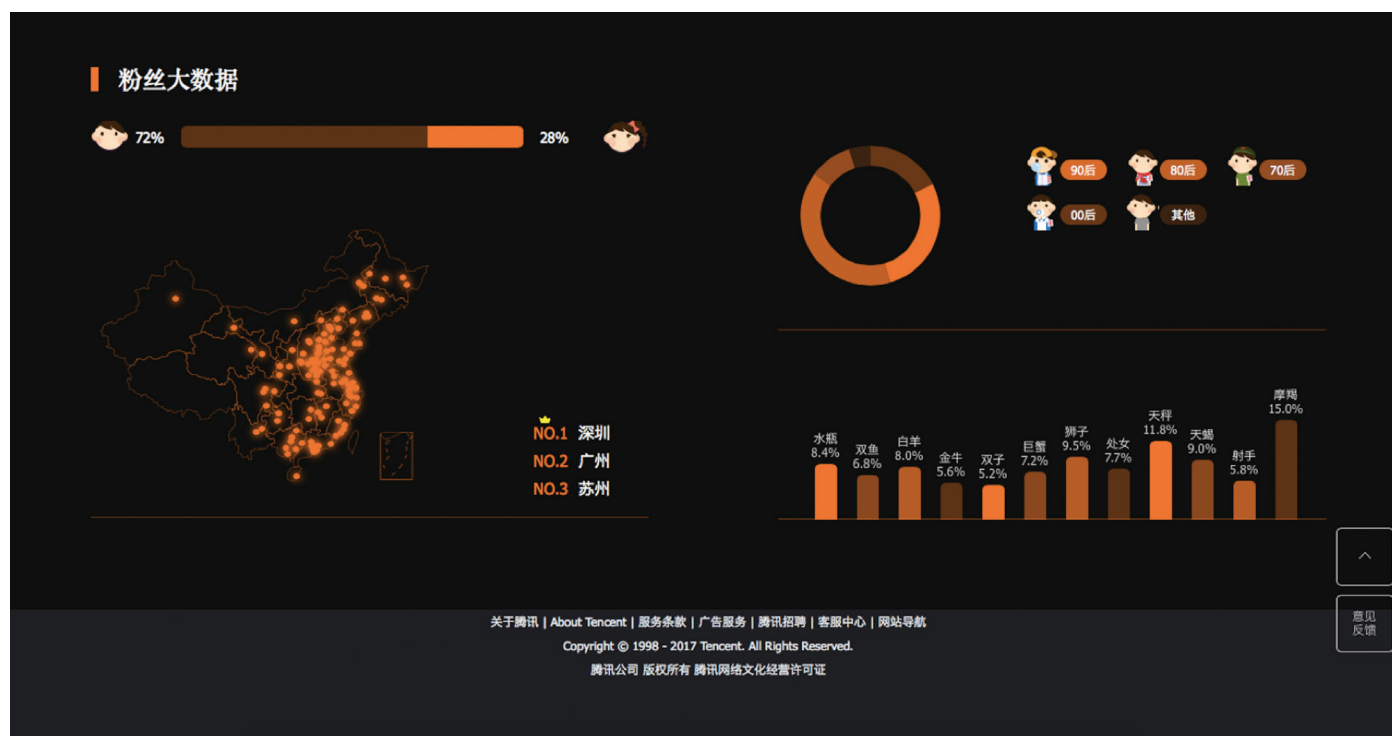 粉丝大数据
72%
28%
90后
80后
70后
00后
其他
NO.1 深圳
NO.2 广州
NO.3 苏州
水瓶
8.4%
双鱼
6.8%
白羊
8.0%
金牛
5.6%
双子
5.2%
巨蟹
7.2%
狮子
9.5%
处女
7.7%
天秤
11.8%
天蝎
9.0%
射手
5.8%
摩羯
15.0%
意见
反馈
关于腾讯 | About Tencent | 服务条款 | 广告服务 | 腾讯招聘 | 客服中心 | 网站导航
Copyright © 1998 - 2017 Tencent. All Rights Reserved.
腾讯公司 版权所有 腾讯网络文化经营许可证